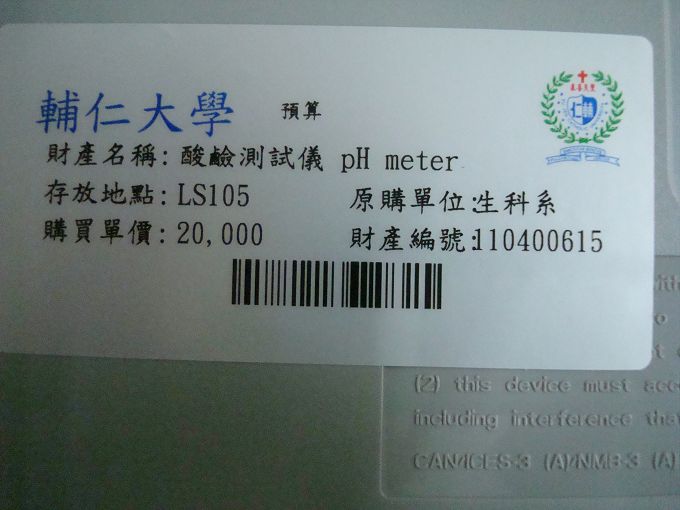 輔仁大學 預算
財產名稱: 酸鹼測試儀 pH meter
存放地點: LS105 原購單位:生科系
購買單價: 20,000 財產編號:110400615
(2) this device must acc
including interference tha
CAN/ICES-3 (A)/NMB-3 (A)